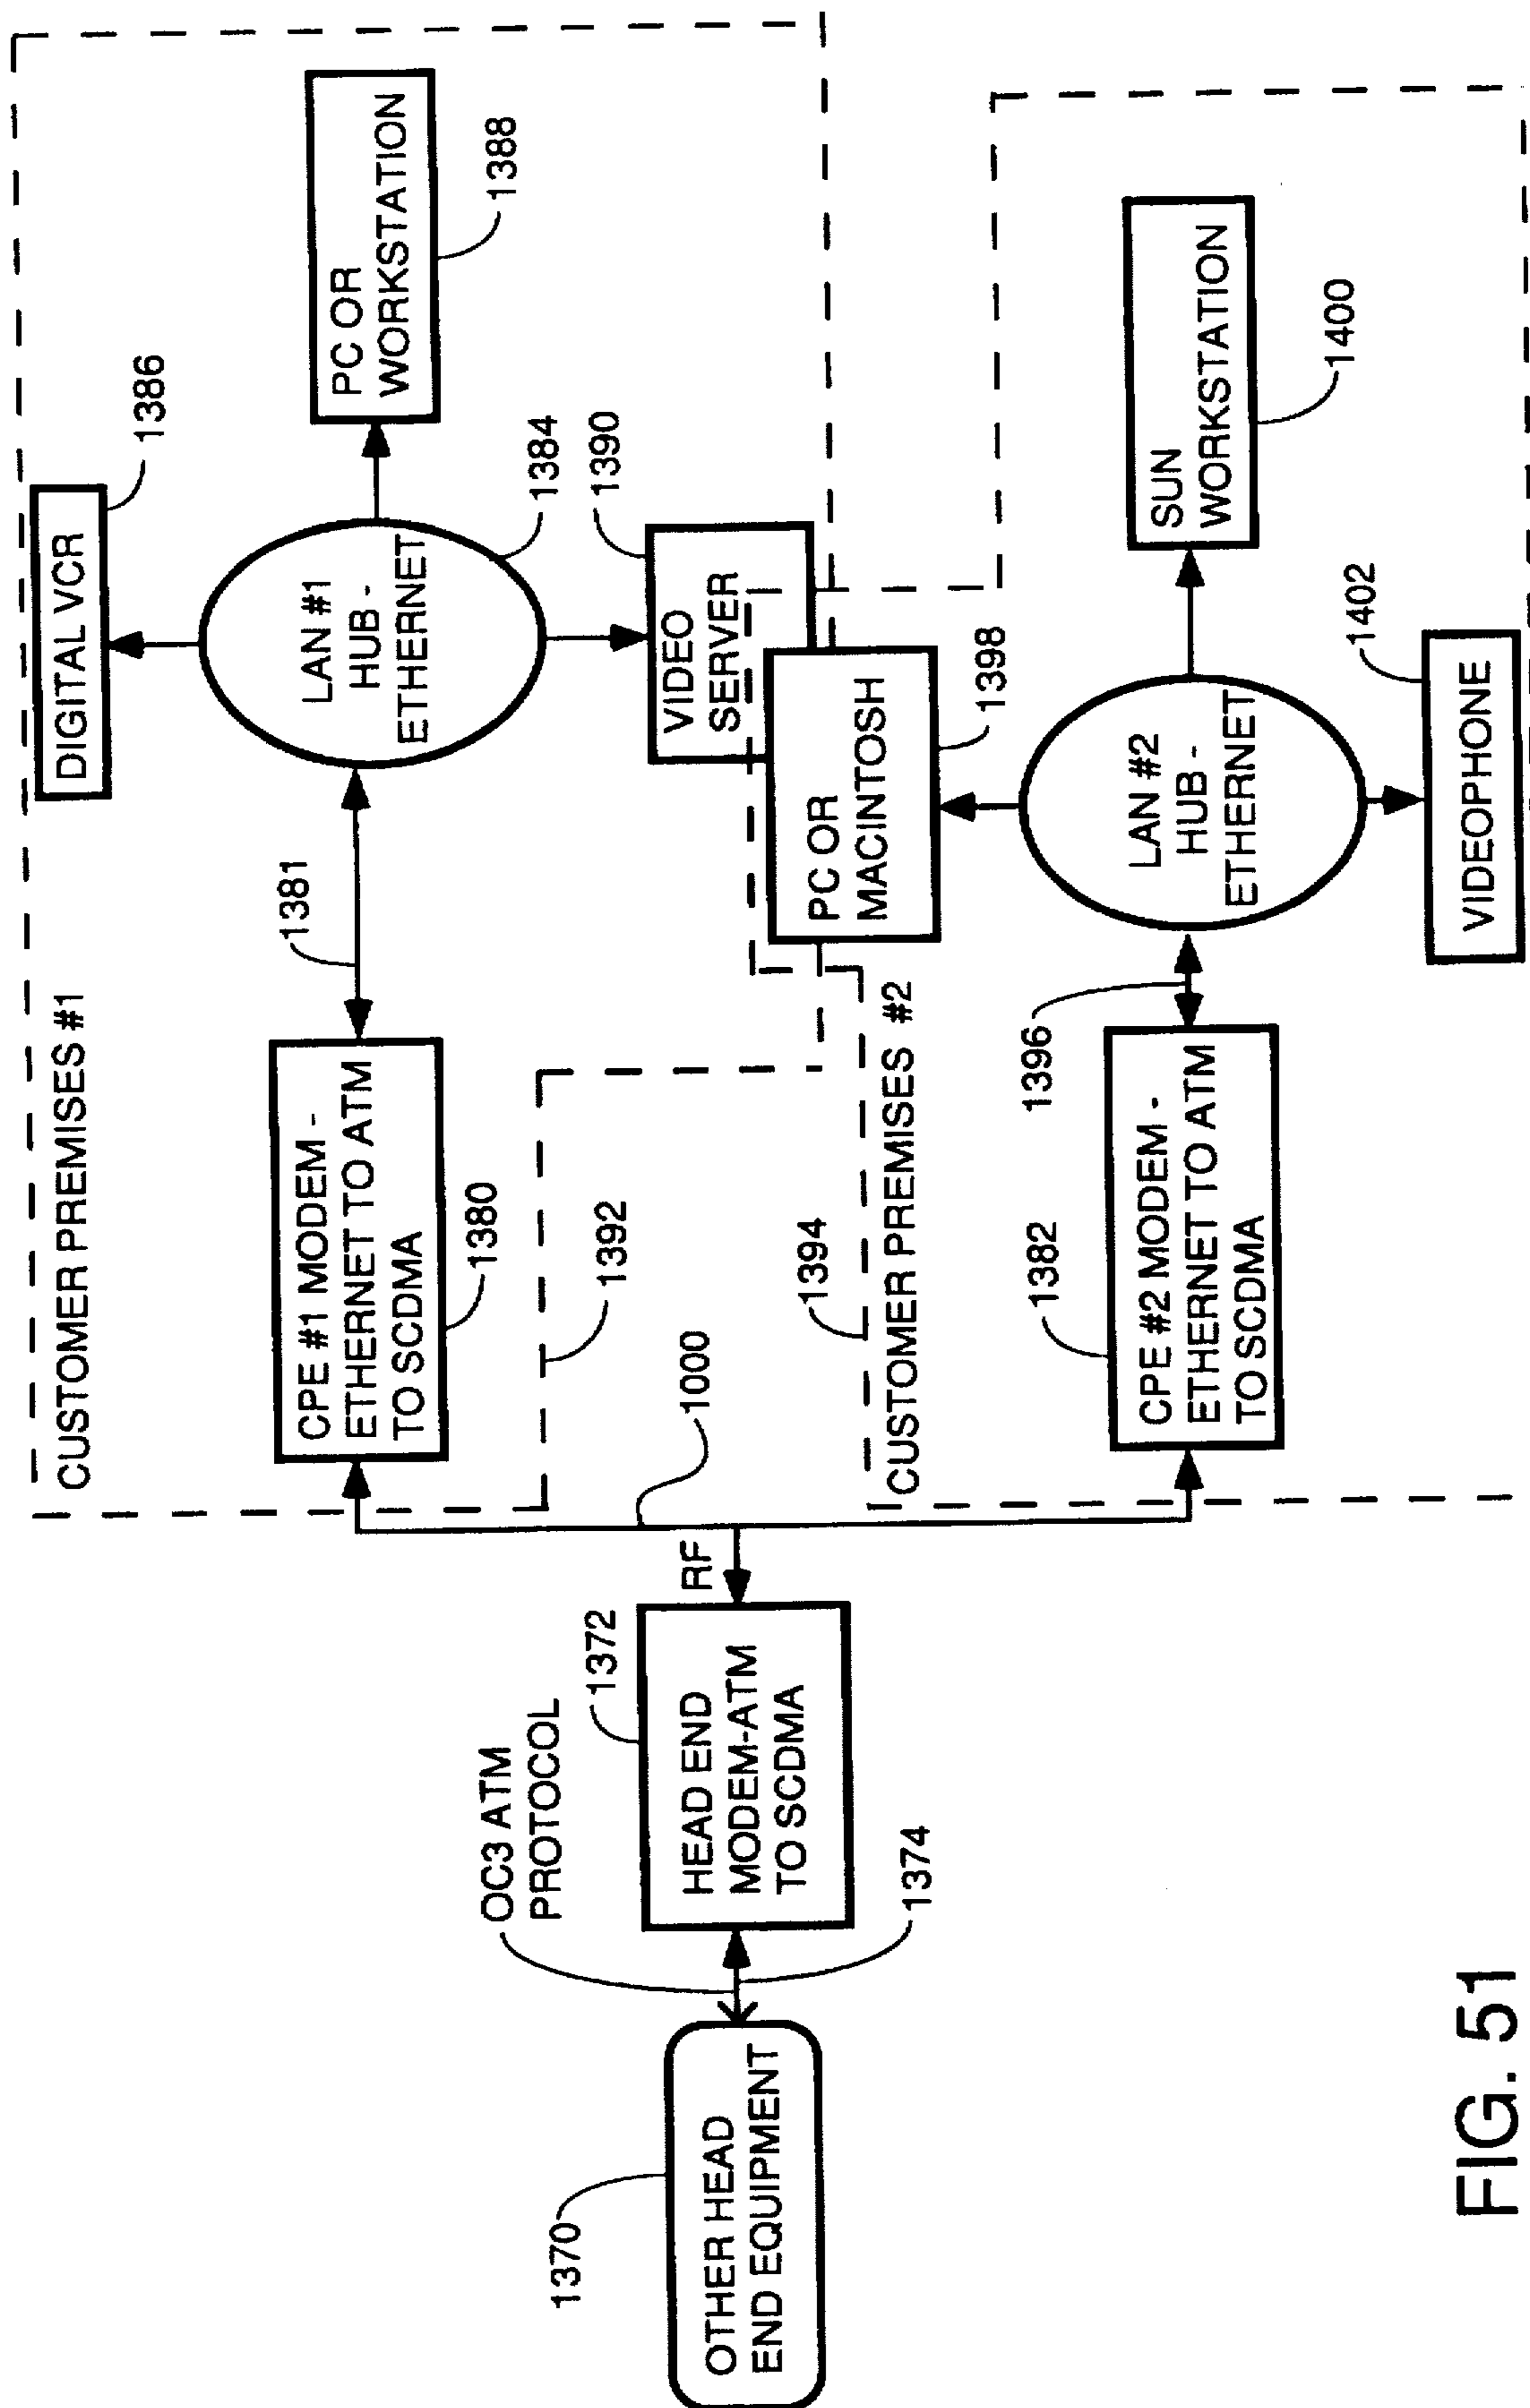 CUSTOMER PREMISES #1
DIGITAL VCR
1386
CPE #1 MODEM -
ETHERNET TO ATM
TO SCDMA
1380
1381
LAN #1
HUB -
ETHERNET
1384
PC OR
WORKSTATION
1388
VIDEO
SERVER
1390
1392
OC3 ATM
PROTOCOL
1370
OTHER HEAD
END EQUIPMENT
1374
1372
HEAD END
MODEM-ATM
TO SCDMA
RF
1000
1394
CUSTOMER PREMISES #2
PC OR
MACINTOSH
1398
1382
CPE #2 MODEM -
ETHERNET TO ATM
TO SCDMA
1396
LAN #2
HUB -
ETHERNET
SUN
WORKSTATION
1400
1402
VIDEOPHONE
FIG. 51